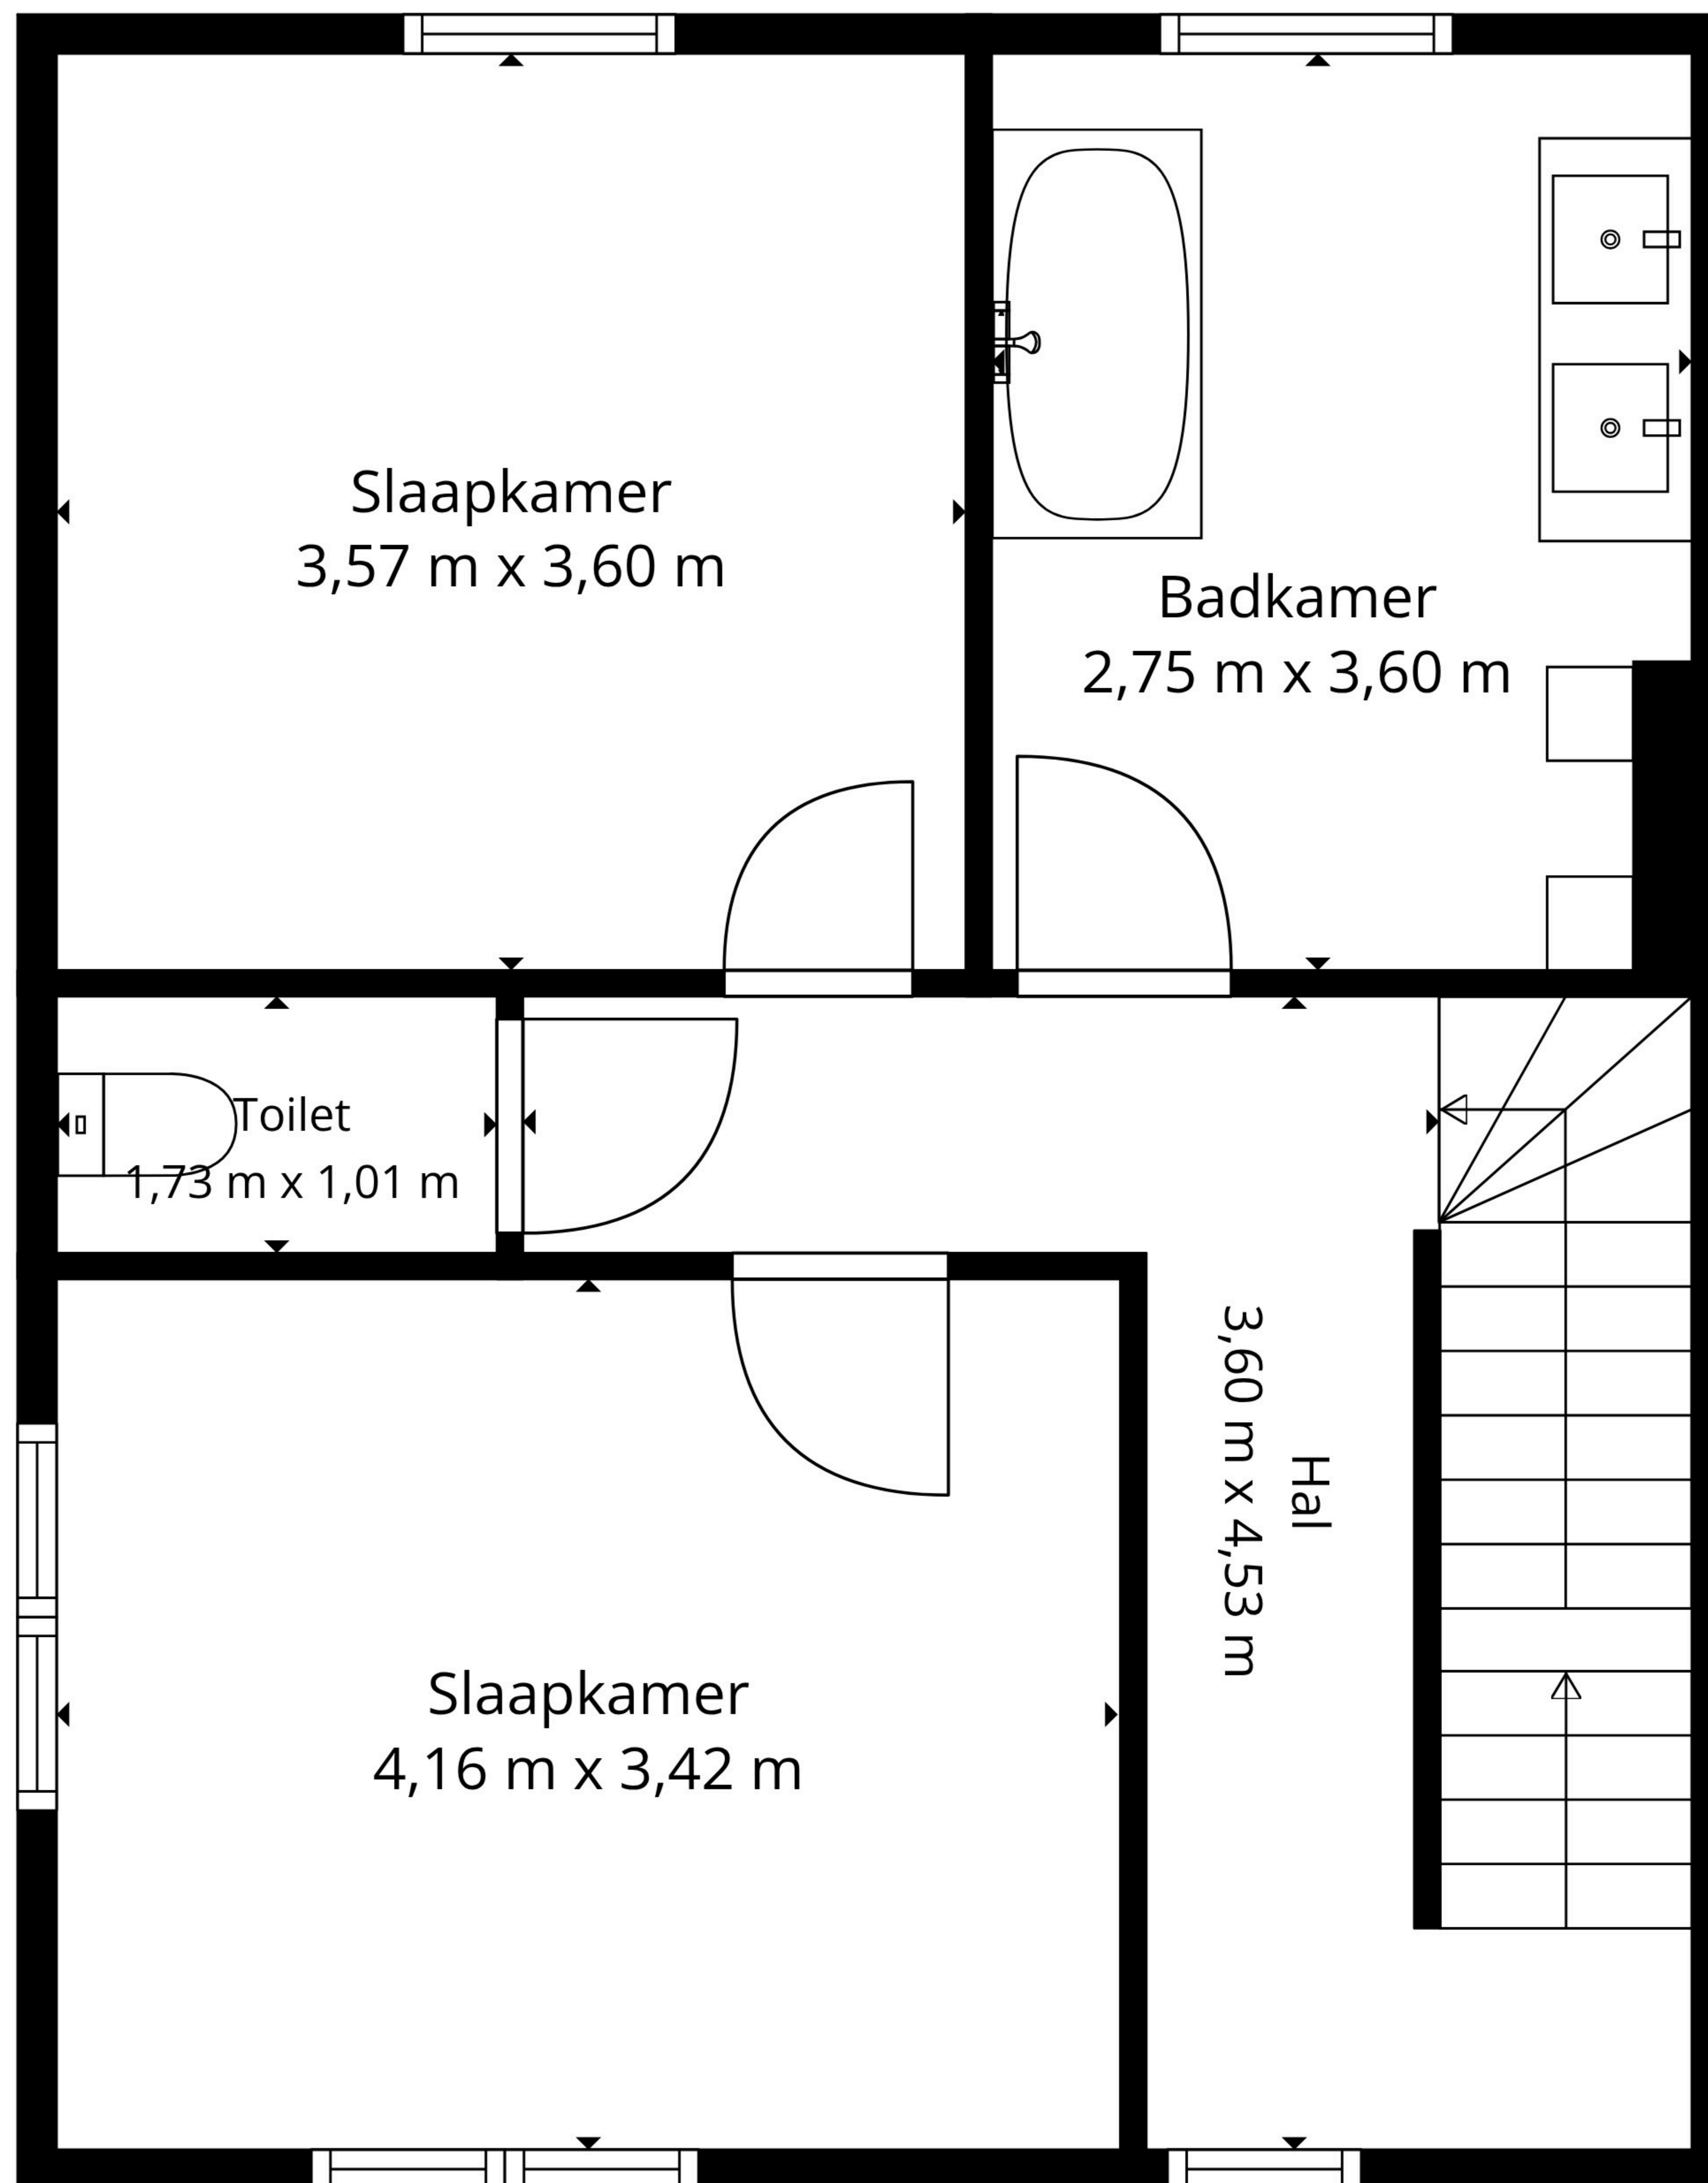 Slaapkamer
3,57 m x 3,60 m
Badkamer
2,75 m x 3,60 m
Toilet
1,73 m x 1,01 m
Hal
3,60 m x 4,53 m
Slaapkamer
4,16 m x 3,42 m